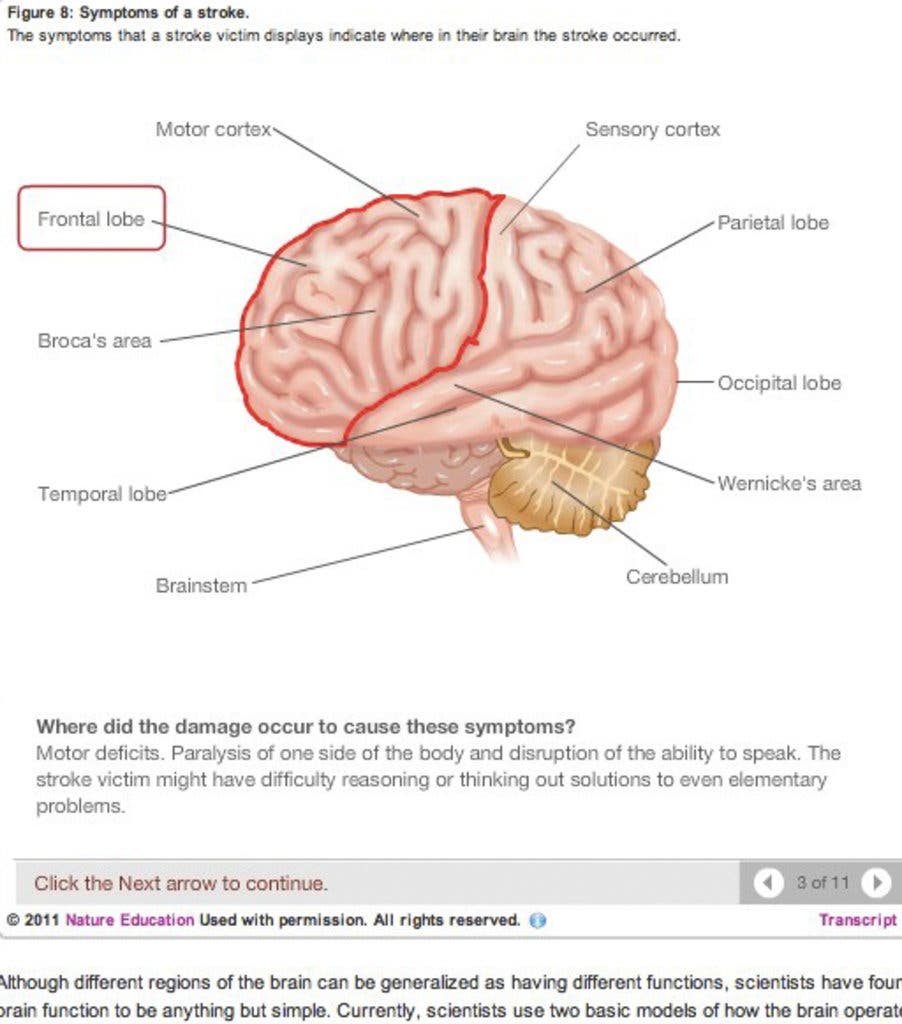 Figure 8: Symptoms of a stroke.
The symptoms that a stroke victim displays indicate where in their brain the stroke occurred.
Motor cortex
Sensory cortex
Frontal lobe
Parietal lobe
Broca's area
Occipital lobe
Temporal lobe
Wernicke's area
Brainstem
Cerebellum
Where did the damage occur to cause these symptoms?
Motor deficits. Paralysis of one side of the body and disruption of the ability to speak. The
stroke victim might have difficulty reasoning or thinking out solutions to even elementary
problems.
Click the Next arrow to continue.
3 of 11
© 2011 Nature Education Used with permission. All rights reserved.
Transcript
Although different regions of the brain can be generalized as having different functions, scientists have four
brain function to be anything but simple. Currently, scientists use two basic models of how the brain operate